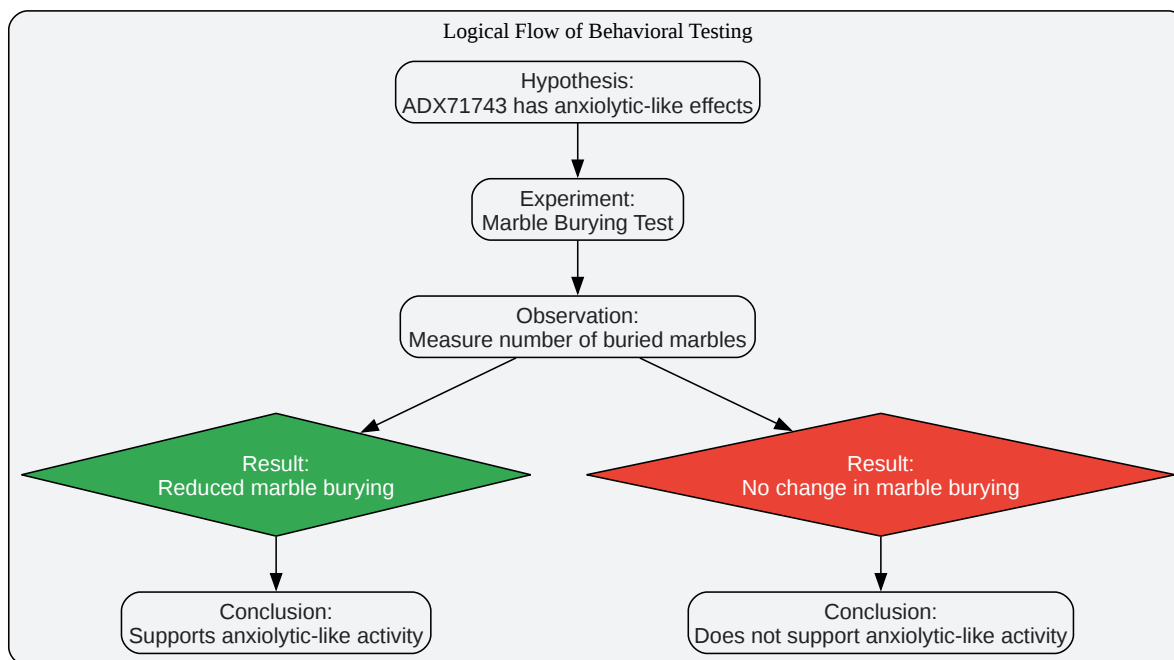 Logical Flow of Behavioral Testing
Hypothesis:
ADX71743 has anxiolytic-like effects
Experiment:
Marble Burying Test
Observation:
Measure number of buried marbles
Result:
Reduced marble burying
Result:
No change in marble burying
Conclusion:
Supports anxiolytic-like activity
Conclusion:
Does not support anxiolytic-like activity